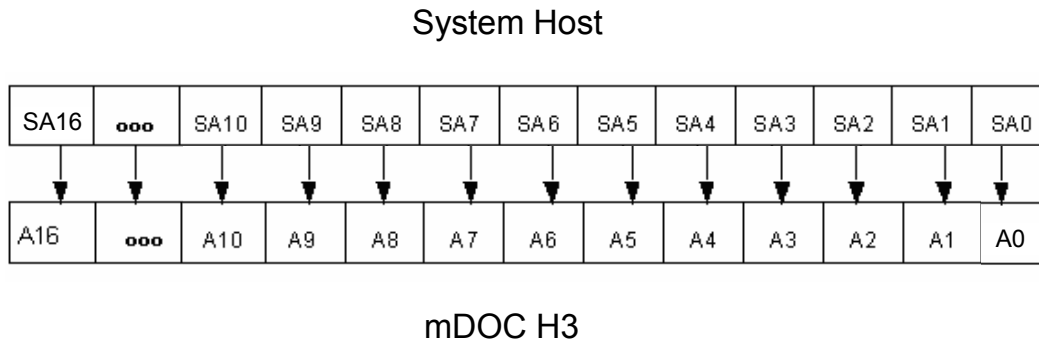 System Host
SA16 ooo SA10 SA9 SA8 SA7 SA6 SA5 SA4 SA3 SA2 SA1 SA0
A16 ooo A10 A9 A8 A7 A6 A5 A4 A3 A2 A1 A0
mDOC H3